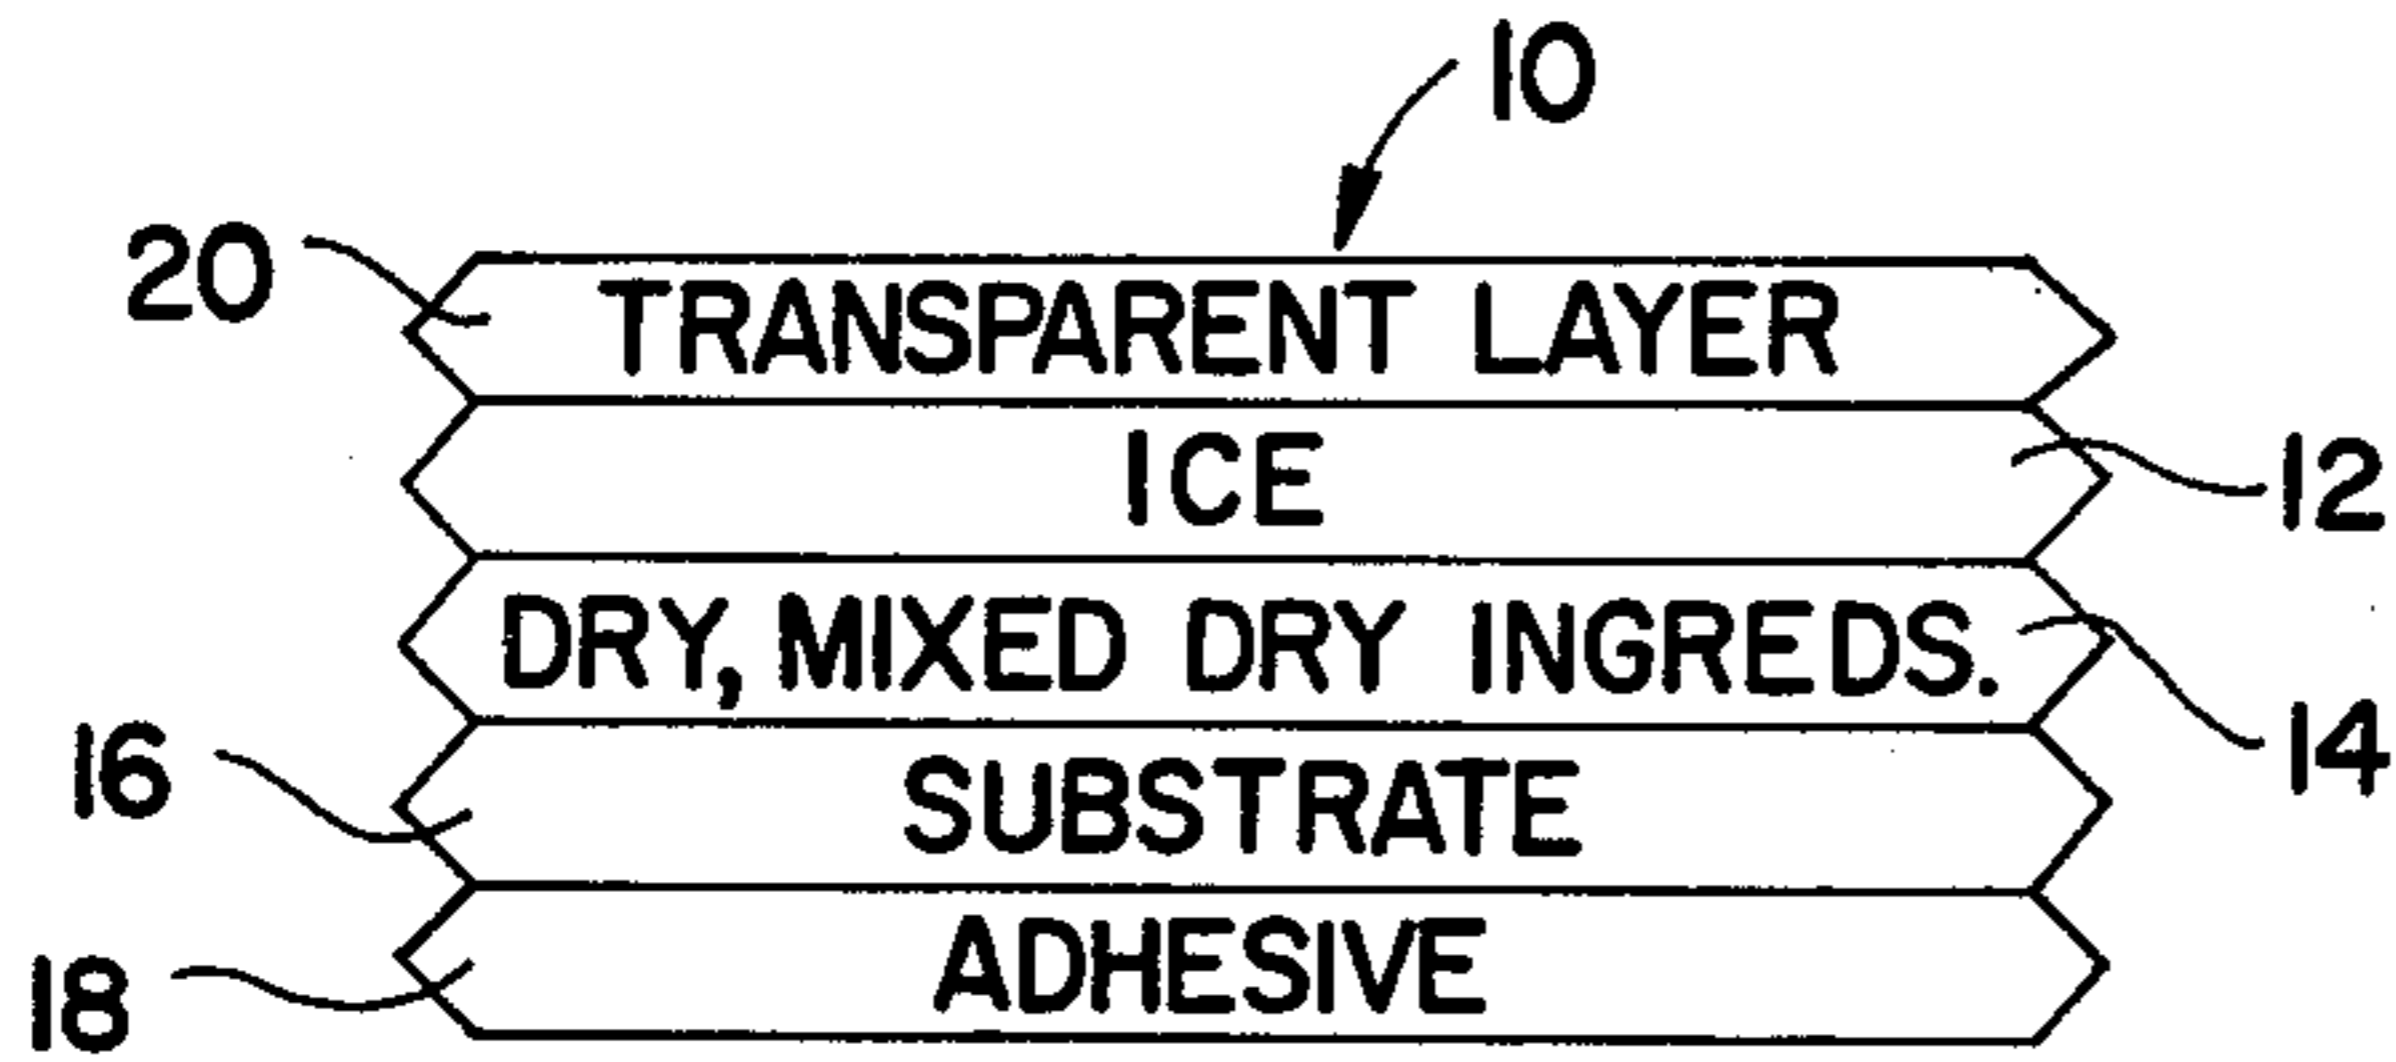 10
20
TRANSPARENT LAYER
ICE
12
DRY, MIXED DRY INGREDS.
14
16
SUBSTRATE
18
ADHESIVE